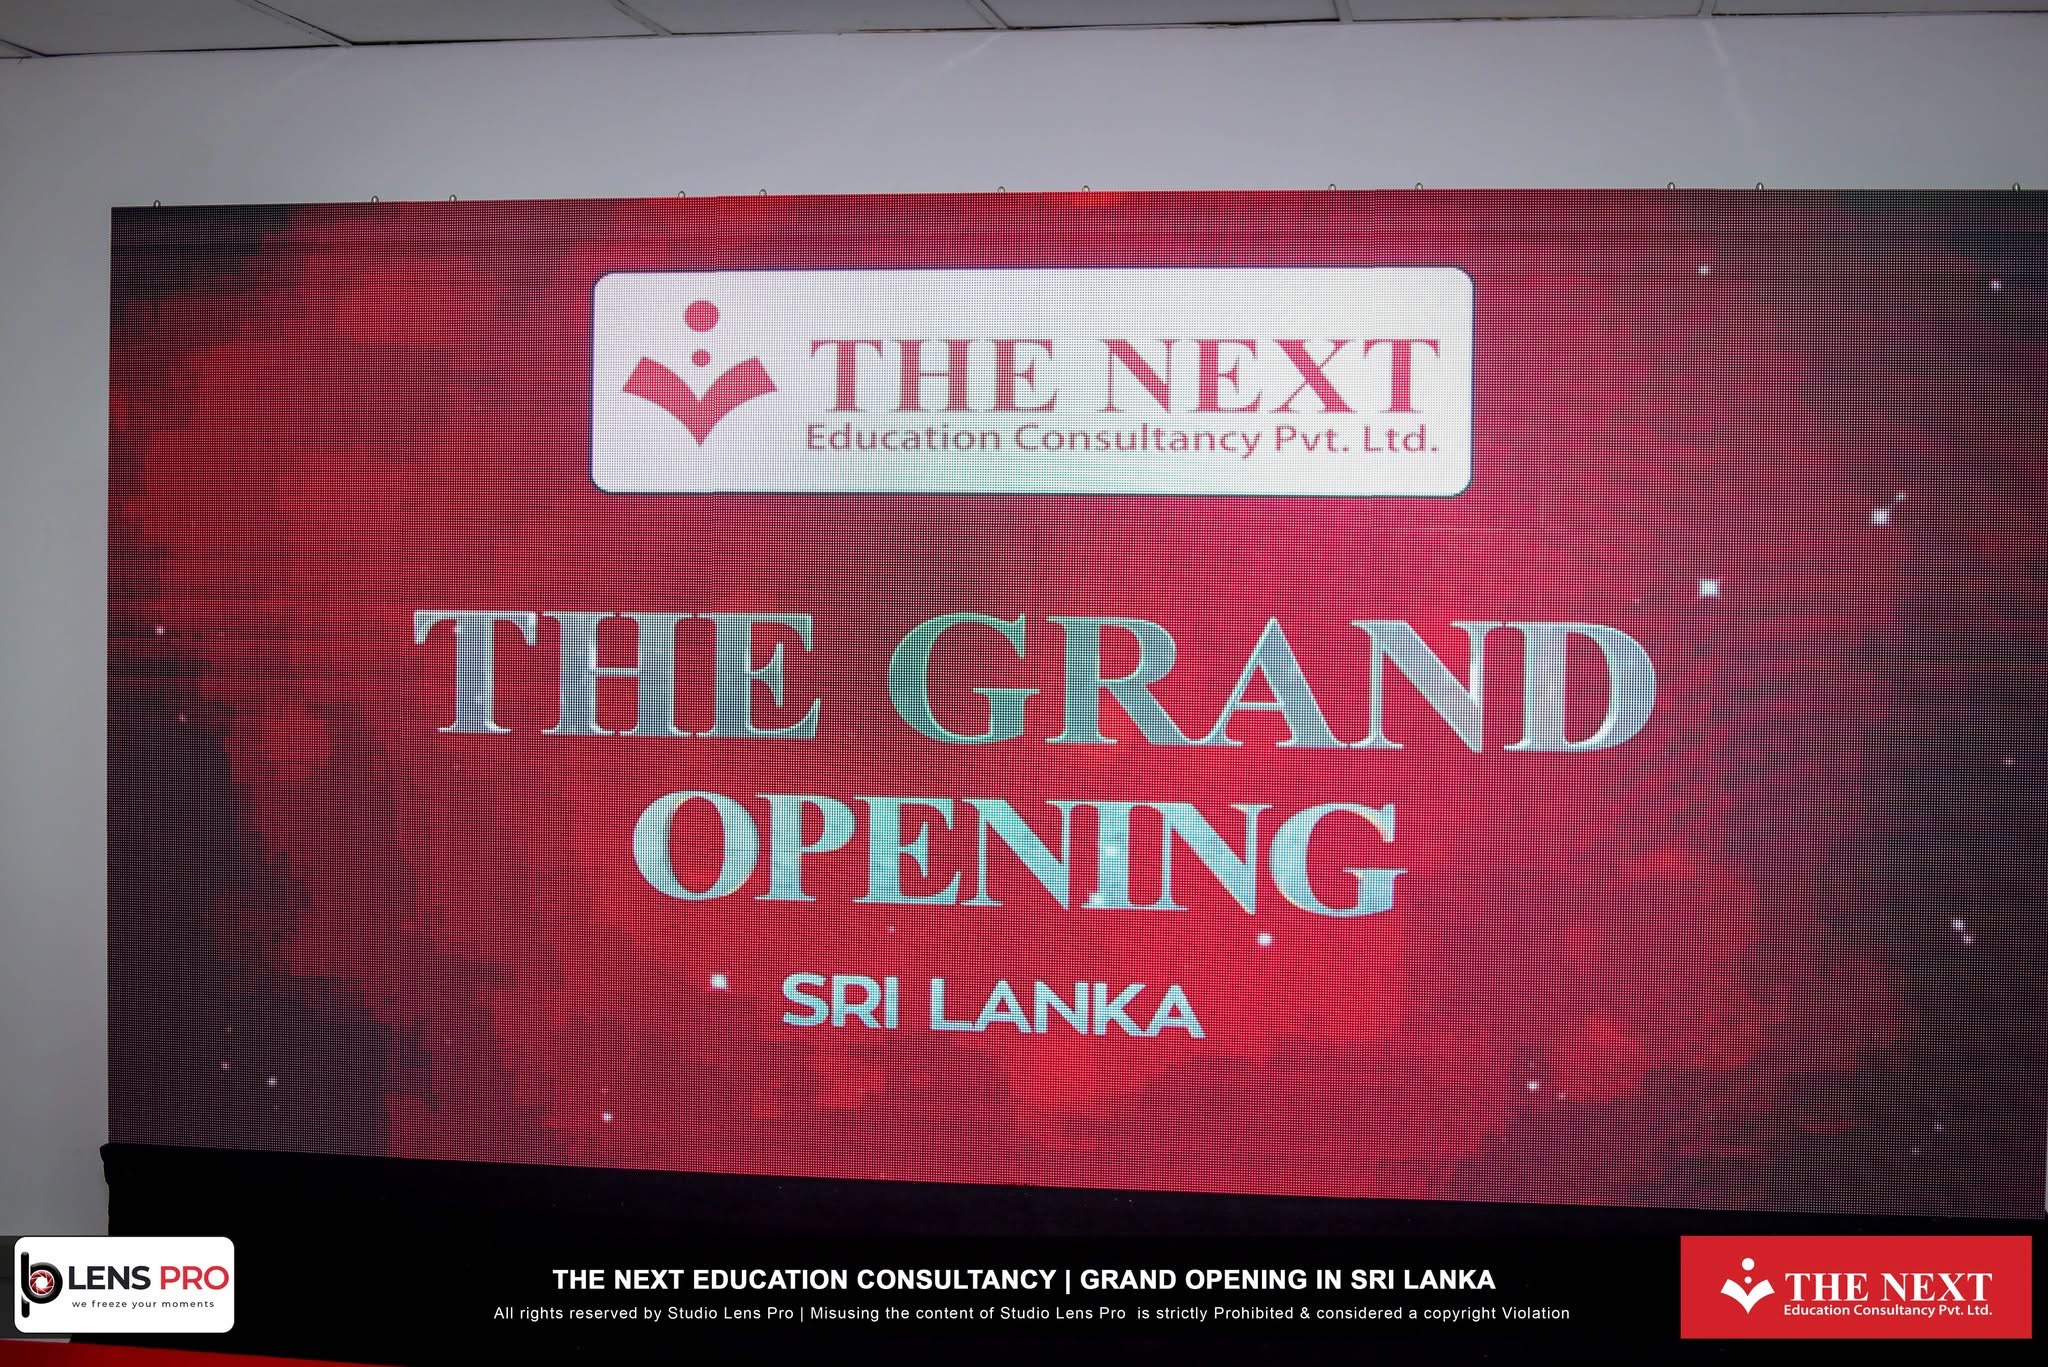 THE NEXT
Education Consultancy Pvt. Ltd.
THE GRAND
OPENING
SRI LANKA
LENS PRO
we freeze your moments
THE NEXT EDUCATION CONSULTANCY | GRAND OPENING IN SRI LANKA
All rights reserved by Studio Lens Pro | Misusing the content of Studio Lens Pro is strictly Prohibited & considered a copyright Violation
THE NEXT
Education Consultancy Pvt. Ltd.